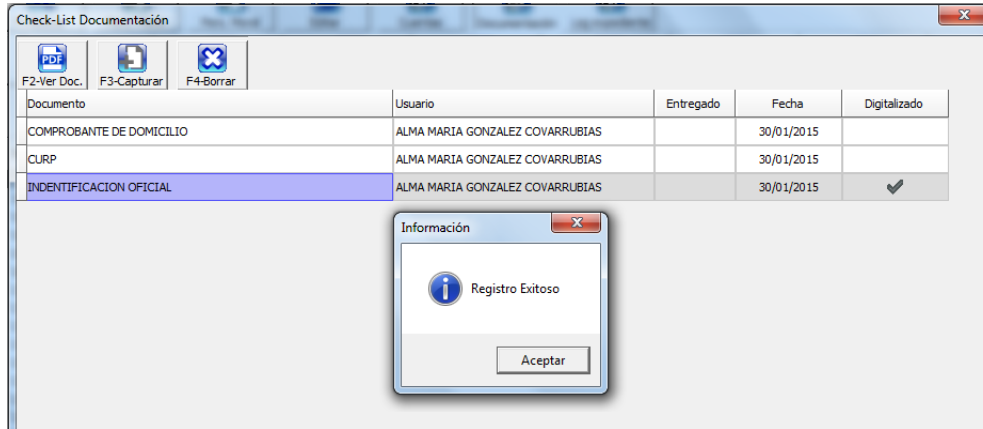 Check-List Documentación
PDF
F2-Ver Doc. F3-Capturar F4-Borrar
Documento Usuario Entregado Fecha Digitalizado
COMPROBANTE DE DOMICILIO ALMA MARIA GONZALEZ COVARRUBIAS 30/01/2015
CURP ALMA MARIA GONZALEZ COVARRUBIAS 30/01/2015
INDENTIFICACION OFICIAL ALMA MARIA GONZALEZ COVARRUBIAS 30/01/2015
Información
Registro Exitoso
Aceptar